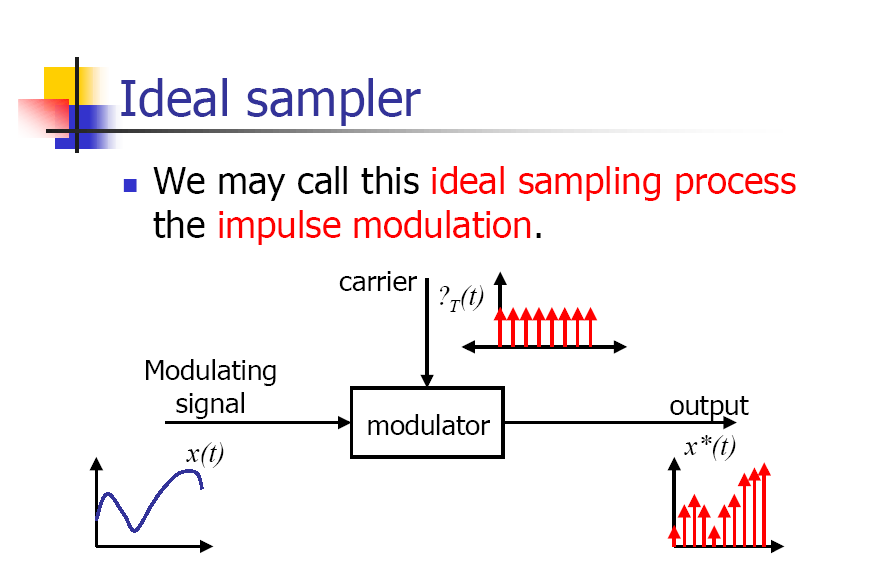 Ideal sampler
We may call this ideal sampling process
the impulse modulation.
carrier
?T(t)
Modulating
signal
modulator
output
x(t)
x*(t)